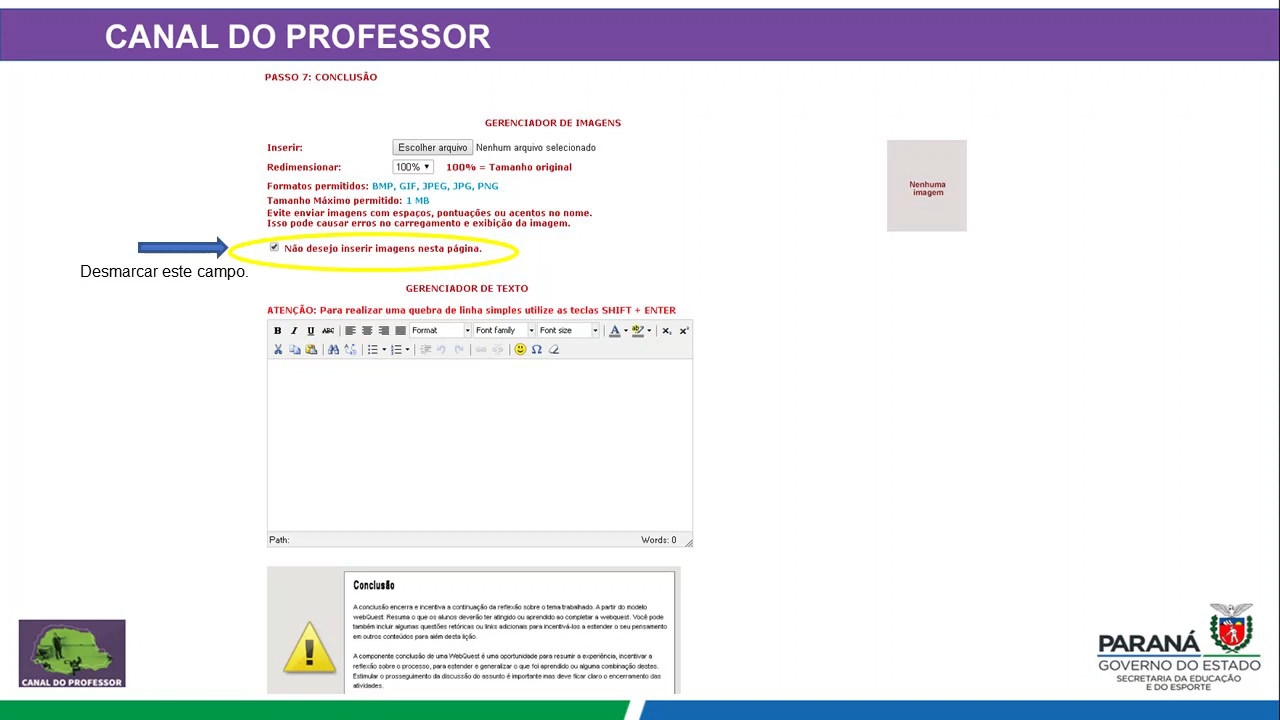 CANAL DO PROFESSOR
PASSO 7: CONCLUSÃO
GERENCIADOR DE IMAGENS
Inserir: Escolher arquivo Nenhum arquivo selecionado
Redimensionar: 100% 100% = Tamanho original
Formatos permitidos: BMP, GIF, JPEG, JPG, PNG
Tamanho Máximo permitido: 1 MB
Evite enviar imagens com espaços, pontuações ou acentos no nome.
Isso pode causar erros no carregamento e exibição da imagem.
Nenhuma
imagem
Não desejo inserir imagens nesta página.
Desmarcar este campo.
GERENCIADOR DE TEXTO
ATENÇÃO: Para realizar uma quebra de linha simples utilize as teclas SHIFT + ENTER
B I U ABC Format Font family Font size A ab x, x²
Path: Words: 0
Conclusão
A conclusão encerra e incentiva a continuação da reflexão sobre o tema trabalhado. A partir do modelo
webQuest. Resuma o que os alunos deverão ter atingido ou aprendido ao completar a webquest. Você pode
também incluir algumas questões retóricas ou links adicionais para incentivá-los a estender o seu pensamento
em outros conteúdos para além desta lição.
A componente conclusão de uma WebQuest é uma oportunidade para resumir a experiência, incentivar a
reflexão sobre o processo, para estender e generalizar o que foi aprendido ou alguma combinação destes.
Estimular o prosseguimento da discussão do assunto é importante mas deve ficar claro o encerramento das
atividades.
CANAL DO PROFESSOR
PARANÁ
GOVERNO DO ESTADO
SECRETARIA DA EDUCAÇÃO
E DO ESPORTE